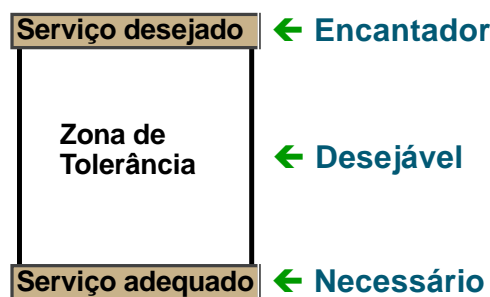 Serviço desejado ← Encantador
Zona de
Tolerância
← Desejável
Serviço adequado ← Necessário